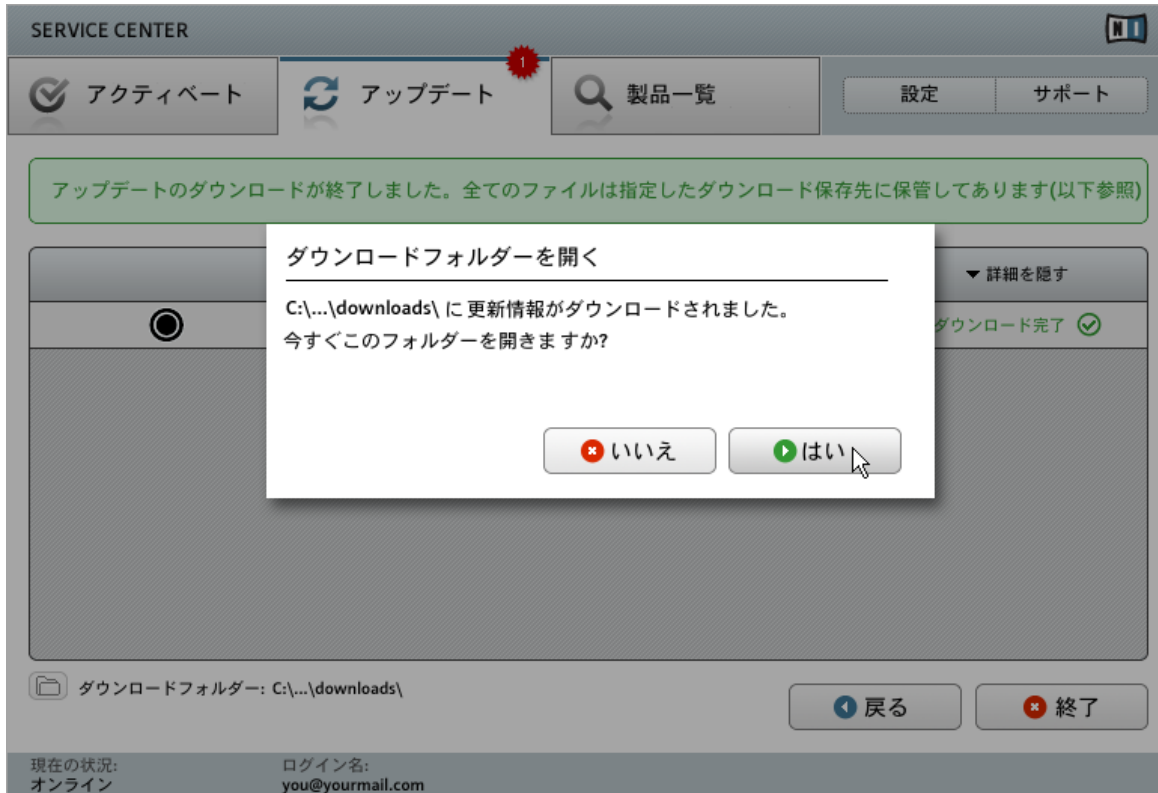 SERVICE CENTER
NI
アクティベート
アップデート
1
製品一覧
設定
サポート
アップデートのダウンロードが終了しました。全てのファイルは指定したダウンロード保存先に保管してあります(以下参照)
ダウンロードフォルダーを開く
▼詳細を隠す
C:\...\downloads\ に更新情報がダウンロードされました。
今すぐこのフォルダーを開きますか?
ダウンロード完了
いいえ
はい
ダウンロードフォルダー: C:\...\downloads\
戻る
終了
現在の状況:
オンライン
ログイン名:
you@yourmail.com